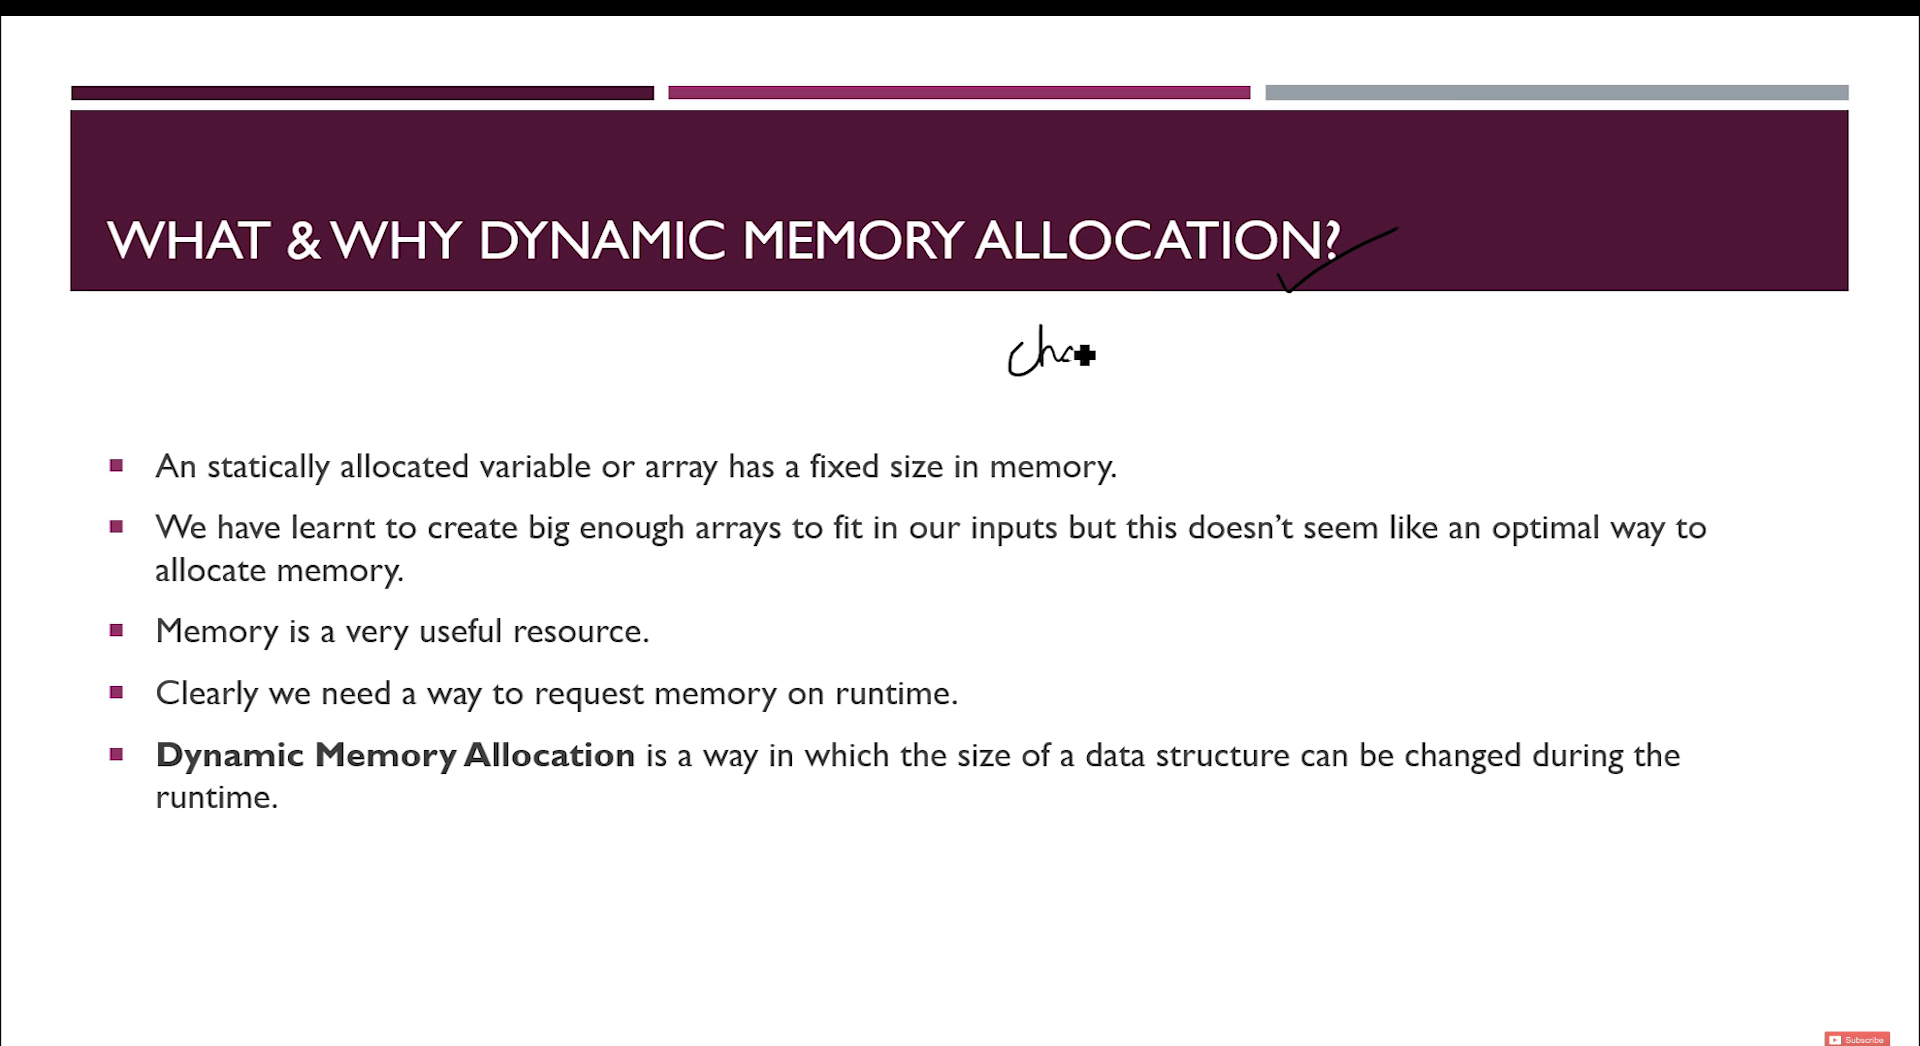 WHAT & WHY DYNAMIC MEMORY ALLOCATION?
An statically allocated variable or array has a fixed size in memory.
We have learnt to create big enough arrays to fit in our inputs but this doesn't seem like an optimal way to
allocate memory.
Memory is a very useful resource.
Clearly we need a way to request memory on runtime.
Dynamic Memory Allocation is a way in which the size of a data structure can be changed during the
runtime.
Subscribe